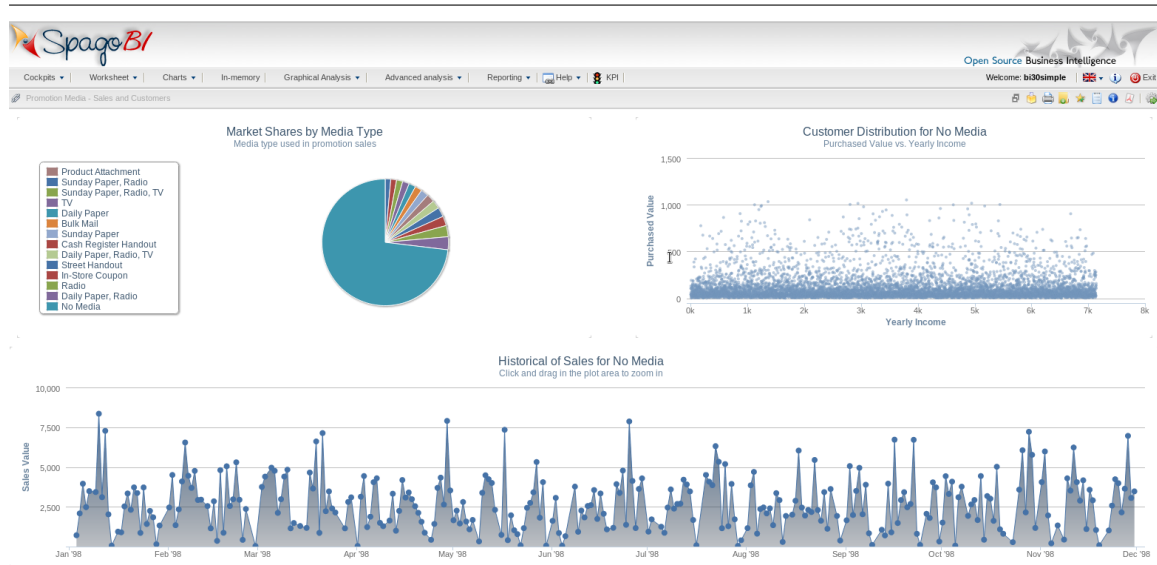 SpagoBI
Open Source Business Intelligence
Cockpits Worksheet Charts In-memory Graphical Analysis Advanced analysis Reporting Help KPI Welcome: bi30simple Exit
Promotion Media - Sales and Customers
Market Shares by Media Type
Media type used in promotion sales
Product Attachment
Sunday Paper, Radio
Sunday Paper, Radio, TV
TV
Daily Paper
Bulk Mail
Sunday Paper
Cash Register Handout
Daily Paper, Radio, TV
Street Handout
In-Store Coupon
Radio
Daily Paper, Radio
No Media
Customer Distribution for No Media
Purchased Value vs. Yearly Income
Purchased Value
1,500
1,000
500
0
0k 1k 2k 3k 4k 5k 6k 7k 8k
Yearly Income
Historical of Sales for No Media
Click and drag in the plot area to zoom in
Sales Value
10,000
7,500
5,000
2,500
Jan '98 Feb '98 Mar '98 Apr '98 May '98 Jun '98 Jul '98 Aug '98 Sep '98 Oct '98 Nov '98 Dec '98